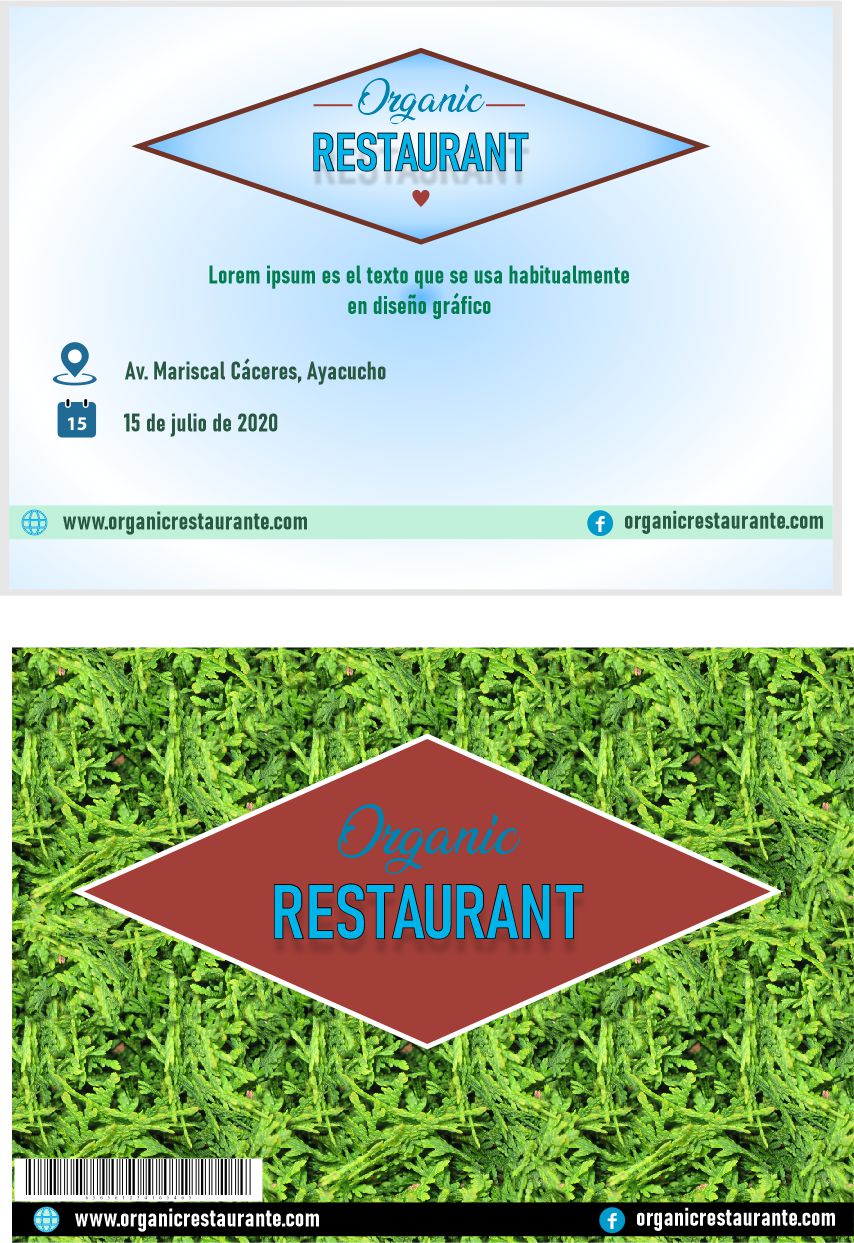 Organic
RESTAURANT
Lorem ipsum es el texto que se usa habitualmente
en diseño gráfico
Av. Mariscal Cáceres, Ayacucho
15
15 de julio de 2020
www.organicrestaurante.com
f organicrestaurante.com
Organic
RESTAURANT
www.organicrestaurante.com
f organicrestaurante.com